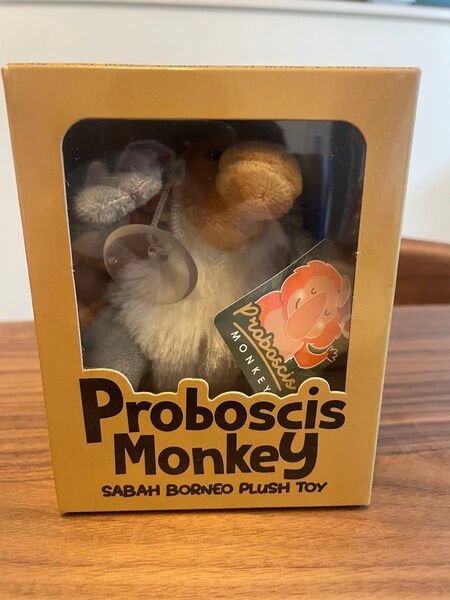 Proboscis
MONKEY
Proboscis
Monkey
SABAH BORNEO PLUSH TOY